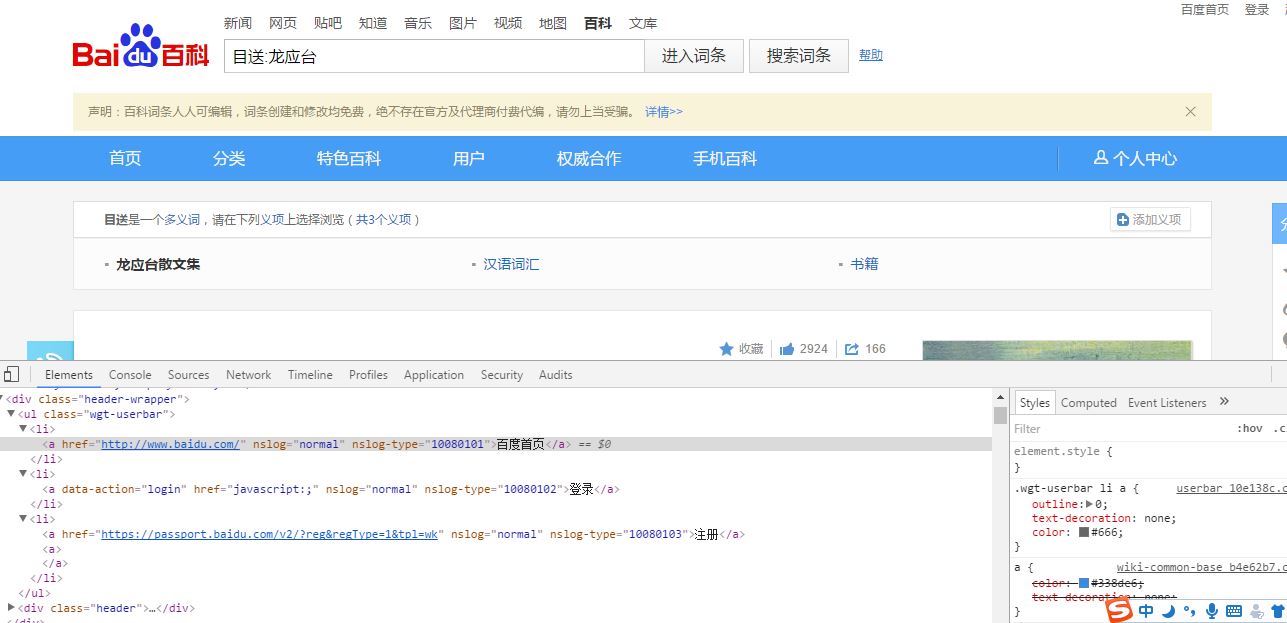 百度首页 登录
新闻 网页 贴吧 知道 音乐 图片 视频 地图 百科 文库
Bai du 百科
目送:龙应台 进入词条 搜索词条 帮助
声明：百科词条人人可编辑，词条创建和修改均免费，绝不存在官方及代理商付费代编，请勿上当受骗。 详情>>
首页 分类 特色百科 用户 权威合作 手机百科 个人中心
目送是一个多义词，请在下列义项上选择浏览（共3个义项） 添加义项
龙应台散文集 汉语词汇 书籍
收藏 2924 166
Elements Console Sources Network Timeline Profiles Application Security Audits
<div class="header-wrapper">
<ul class="wgt-userbar">
<li>
<a href="http://www.baidu.com/" nslog="normal" nslog-type="10080101">百度首页</a> == $0
</li>
<li>
<a data-action="login" href="javascript:;" nslog="normal" nslog-type="10080102">登录</a>
</li>
<li>
<a href="https://passport.baidu.com/v2/?reg&regType=1&tpl=wk" nslog="normal" nslog-type="10080103">注册</a>
<a>
</a>
</li>
</ul>
<div class="header">…</div>
</div>
Styles Computed Event Listeners »
Filter :hov .c
element.style {
}
.wgt-userbar li a { userbar_10e138c.c
outline: 0;
text-decoration: none;
color: #666;
}
a { wiki-common-base_b4e62b7.c
color: #338de6;
text-decoration: none;
}
S 中